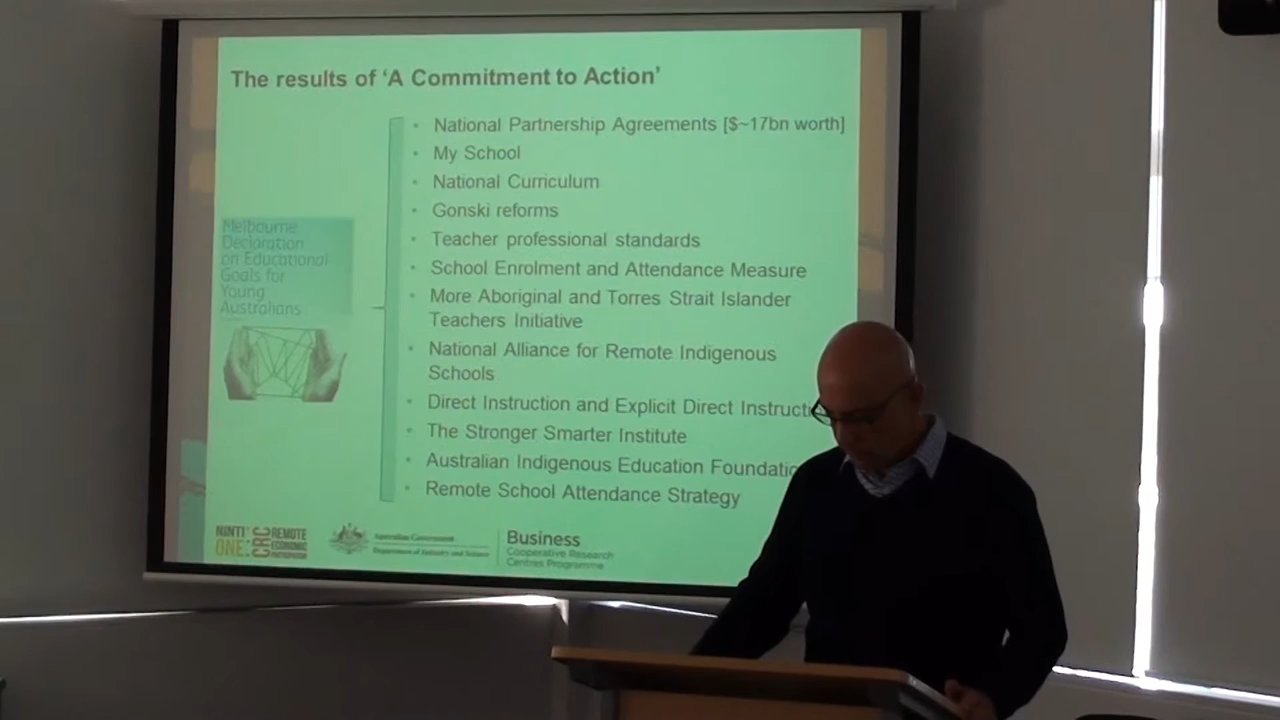 The results of ‘A Commitment to Action’
• National Partnership Agreements [$~17bn worth]
• My School
• National Curriculum
• Gonski reforms
• Teacher professional standards
• School Enrolment and Attendance Measure
• More Aboriginal and Torres Strait Islander
Teachers Initiative
• National Alliance for Remote Indigenous
Schools
• Direct Instruction and Explicit Direct Instructi
• The Stronger Smarter Institute
• Australian Indigenous Education Foundatio
• Remote School Attendance Strategy
Melbourne
Declaration
on Educational
Goals for
Young
Australians
NINTI
ONE:
CRC
REMOTE
ECONOMIC
PARTICIPATION
Australian Government
Department of Industry and Science
Business
Cooperative Research
Centres Programme